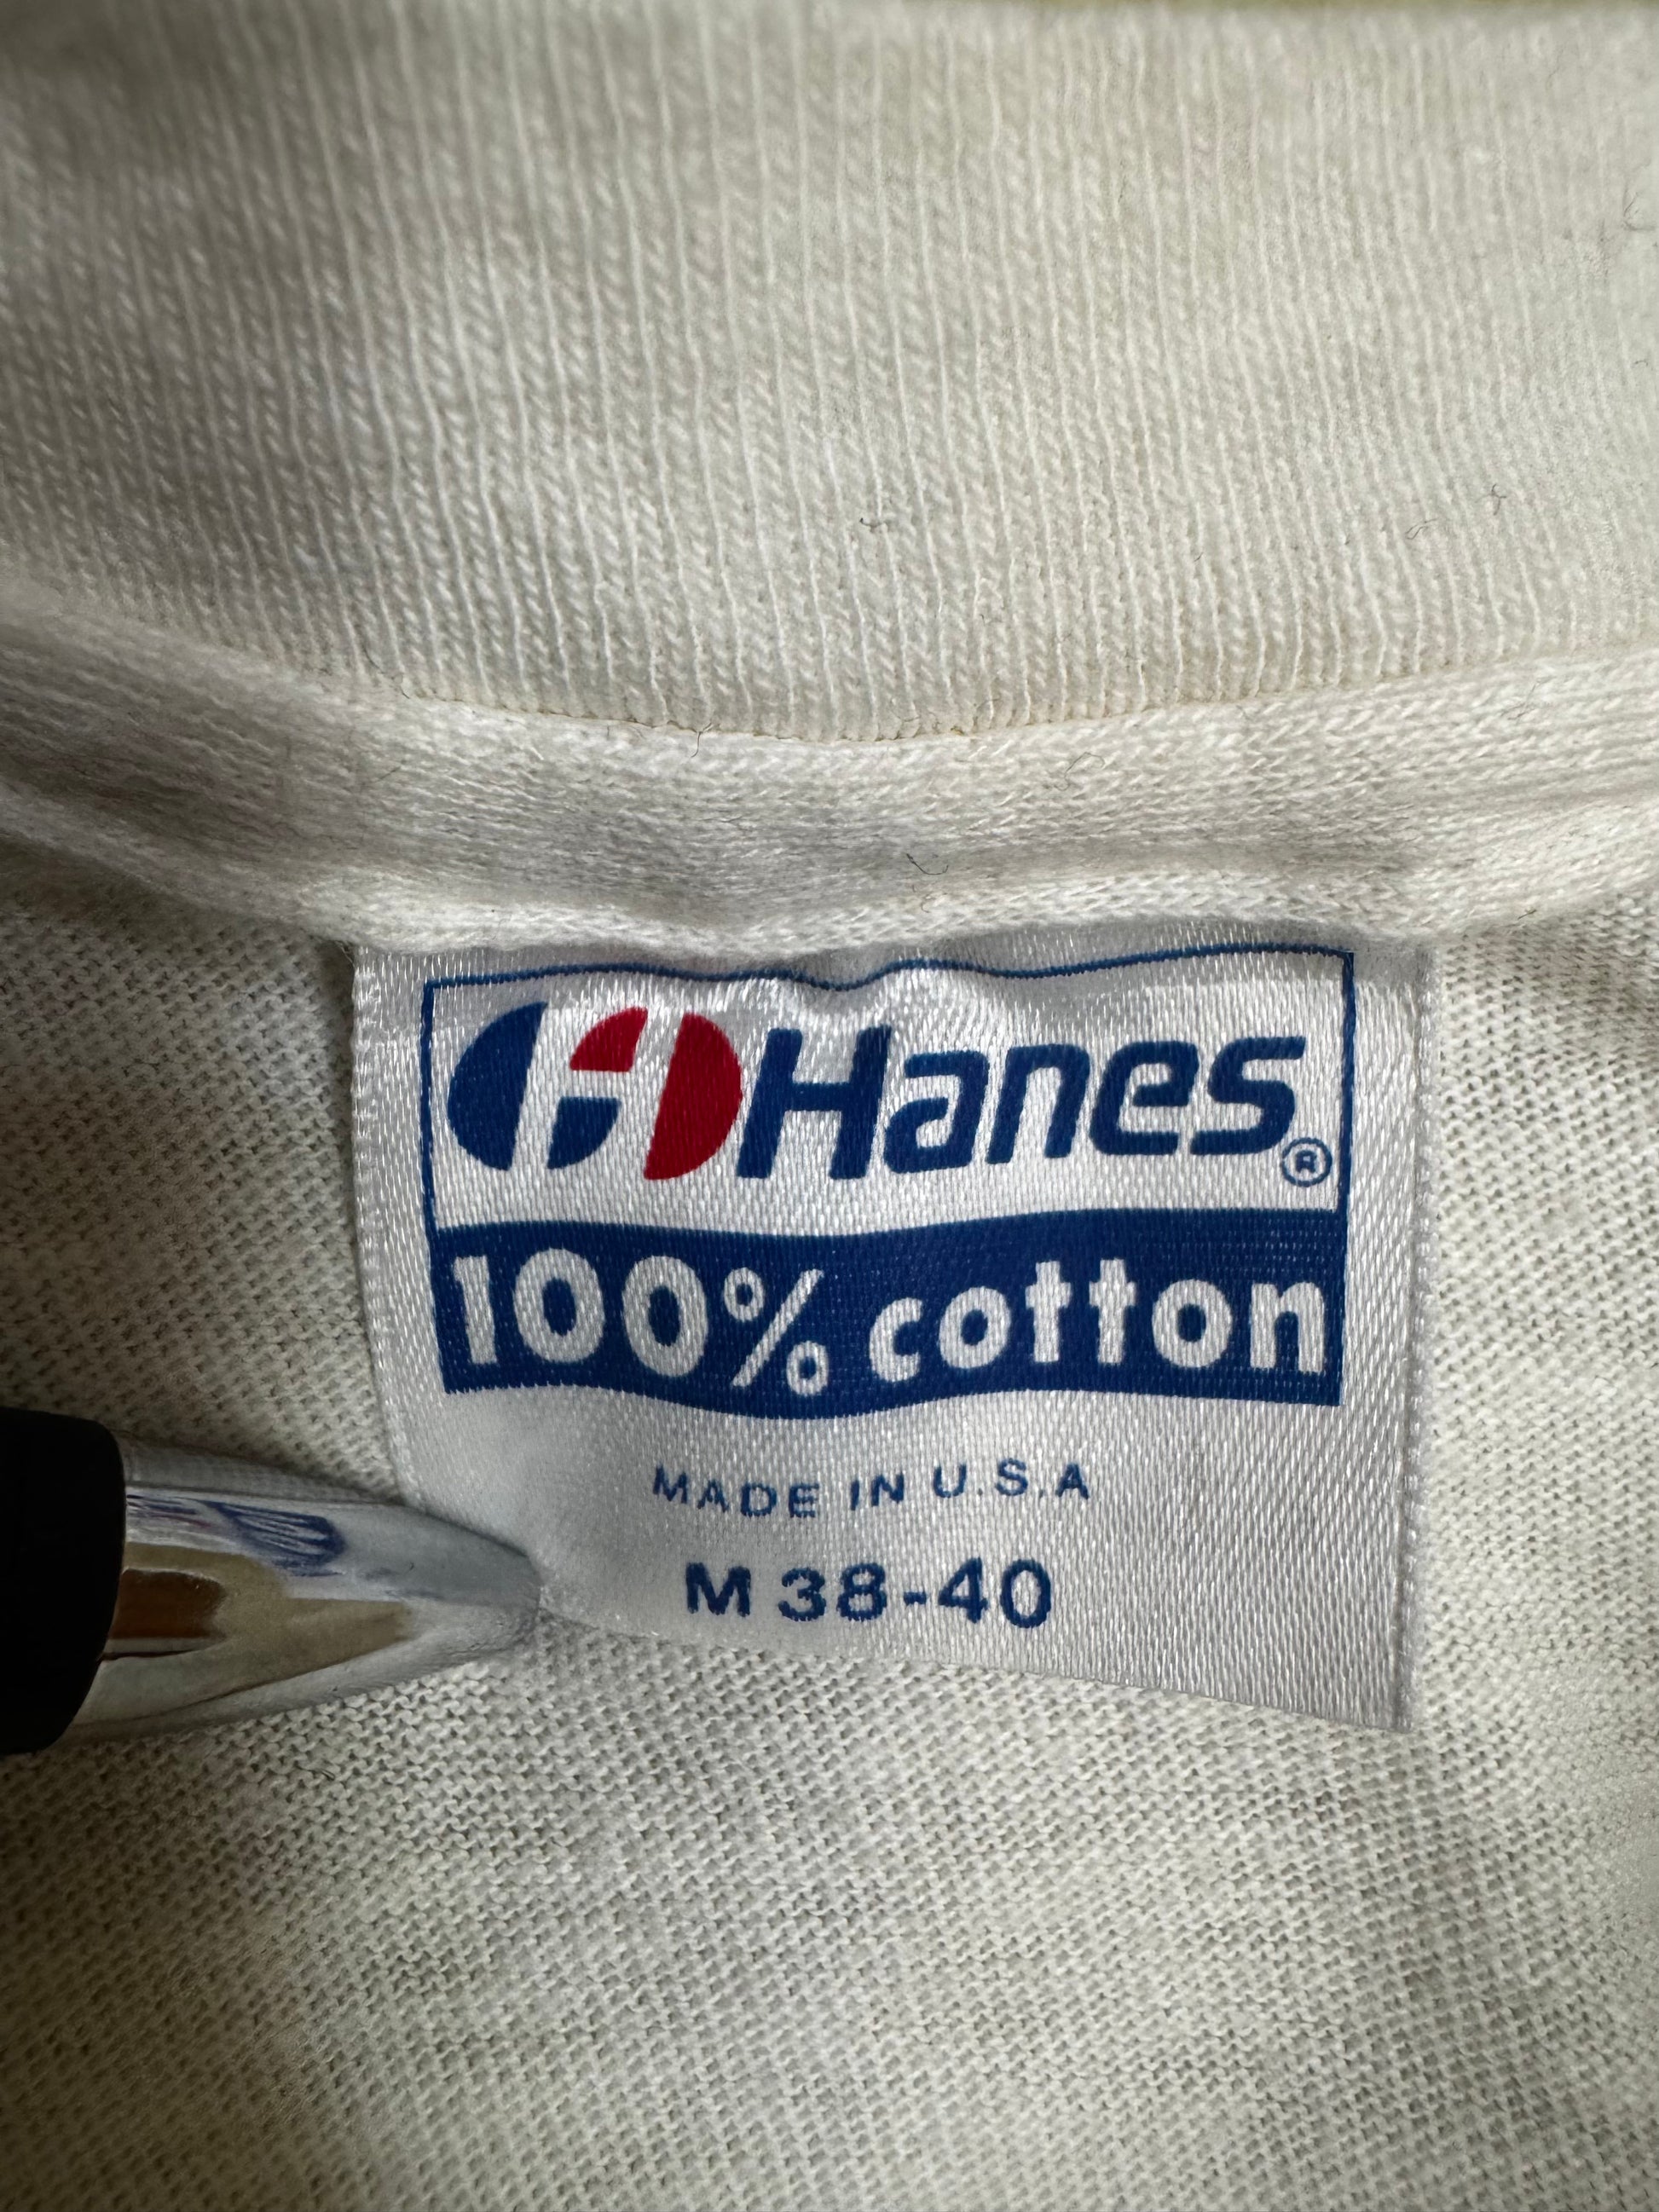 Hanes®
100% cotton
MADE IN U.S.A
M 38-40